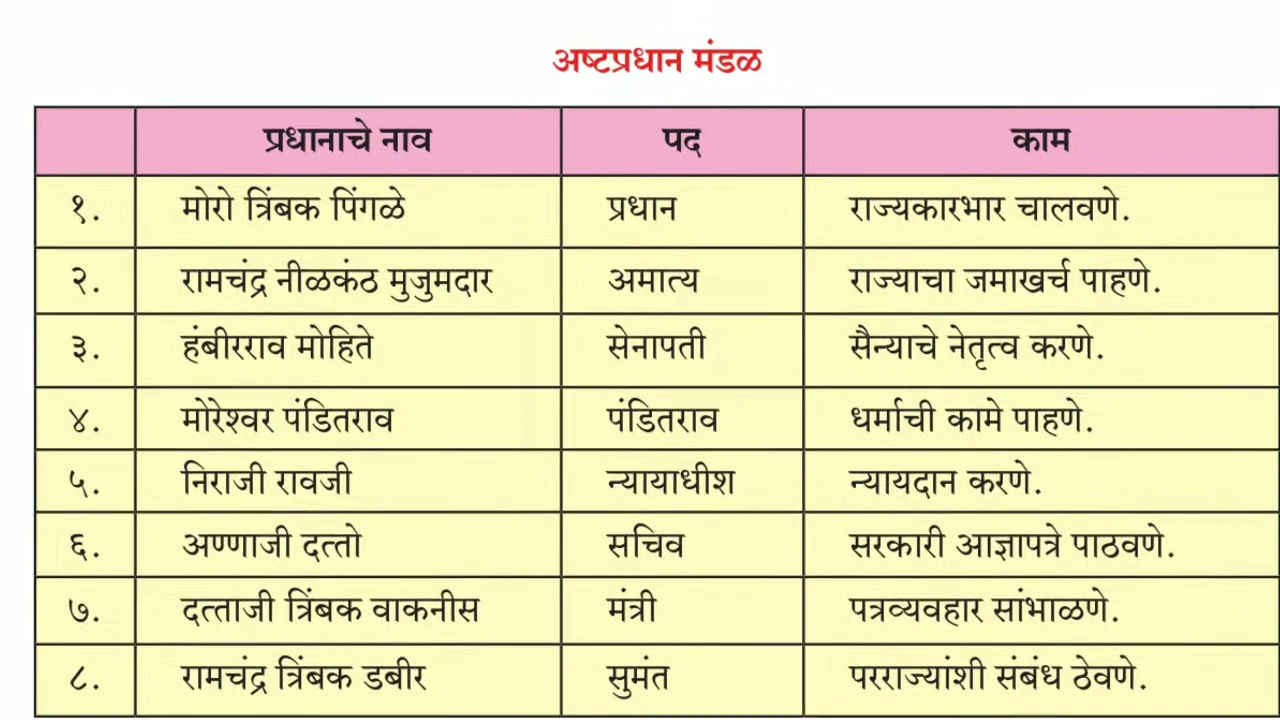 अष्टप्रधान मंडळ
प्रधानाचे नाव पद काम
१. मोरो त्रिंबक पिंगळे प्रधान राज्यकारभार चालवणे.
२. रामचंद्र नीळकंठ मुजुमदार अमात्य राज्याचा जमाखर्च पाहणे.
३. हंबीरराव मोहिते सेनापती सैन्याचे नेतृत्व करणे.
४. मोरेश्वर पंडितराव पंडितराव धर्माची कामे पाहणे.
५. निराजी रावजी न्यायाधीश न्यायदान करणे.
६. अण्णाजी दत्तो सचिव सरकारी आज्ञापत्रे पाठवणे.
७. दत्ताजी त्रिंबक वाकनीस मंत्री पत्रव्यवहार सांभाळणे.
८. रामचंद्र त्रिंबक डबीर सुमंत परराज्यांशी संबंध ठेवणे.